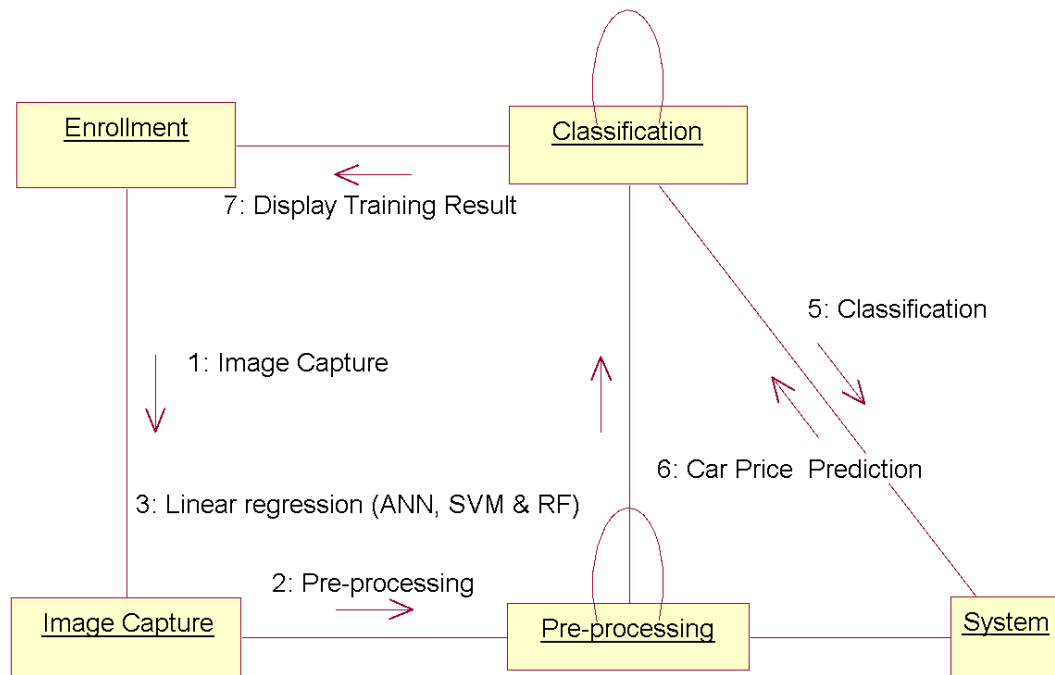 Enrollment
Classification
7: Display Training Result
5: Classification
1: Image Capture
6: Car Price Prediction
3: Linear regression (ANN, SVM & RF)
2: Pre-processing
Image Capture
Pre-processing
System